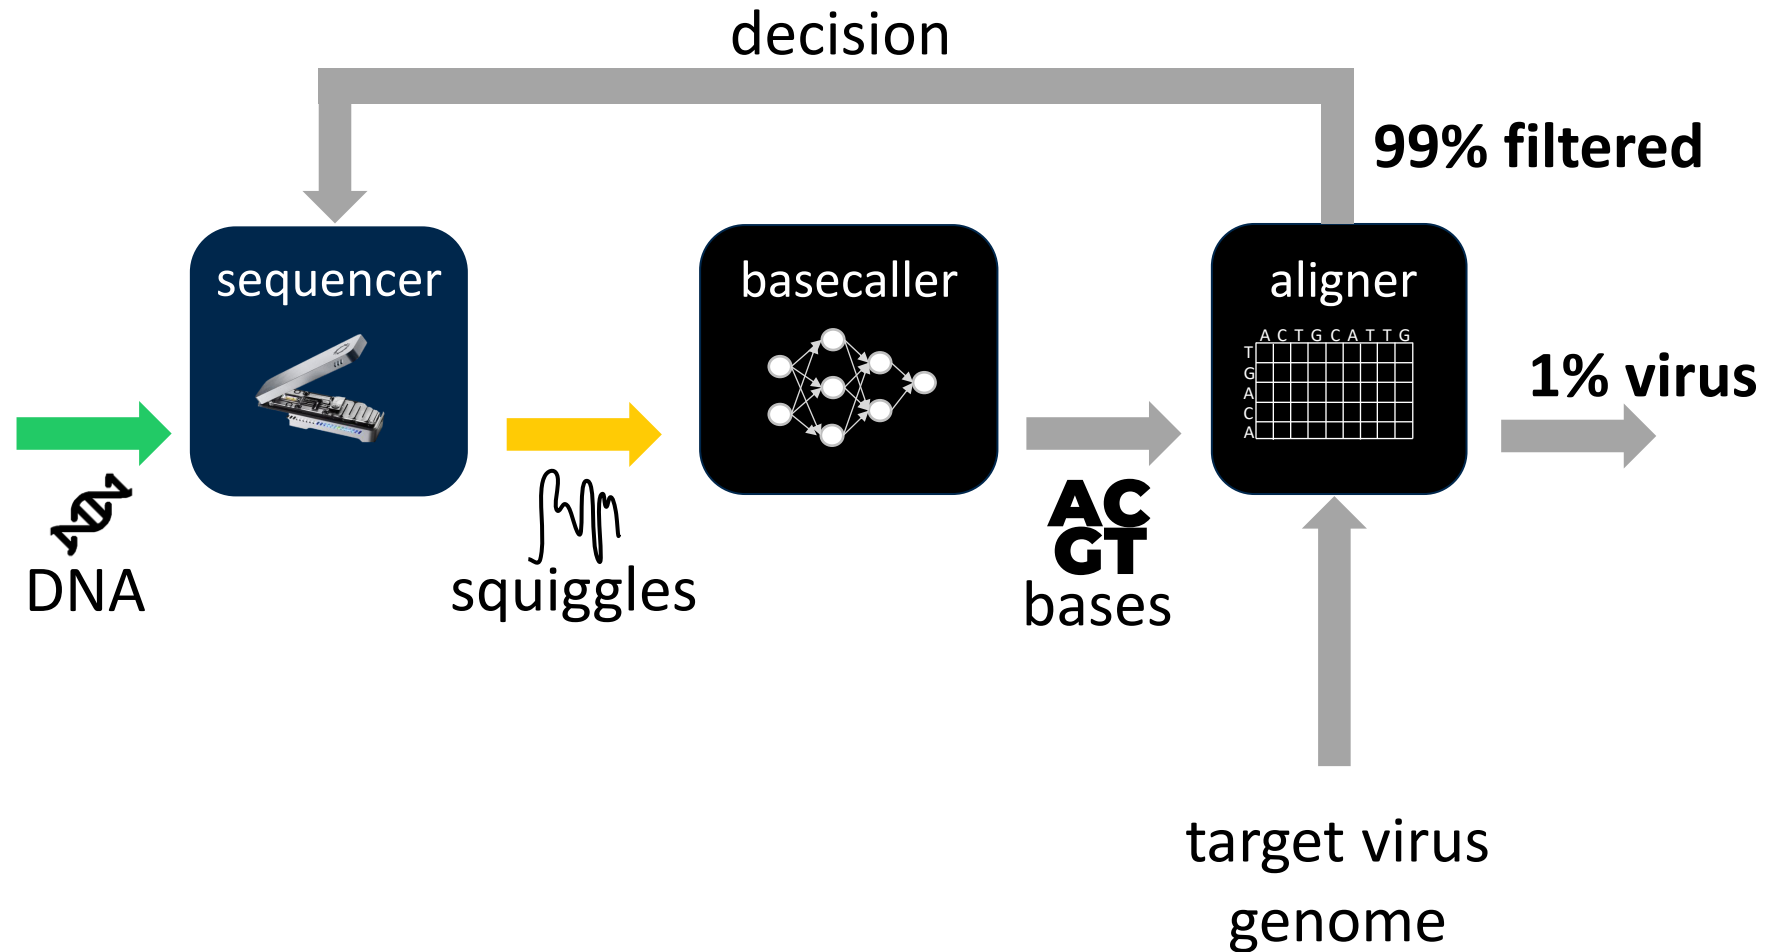 decision
99% filtered
sequencer
basecaller
aligner
A C T G C A T T G
T
G
A
C
A
1% virus
DNA
squiggles
AC
GT
bases
target virus
genome